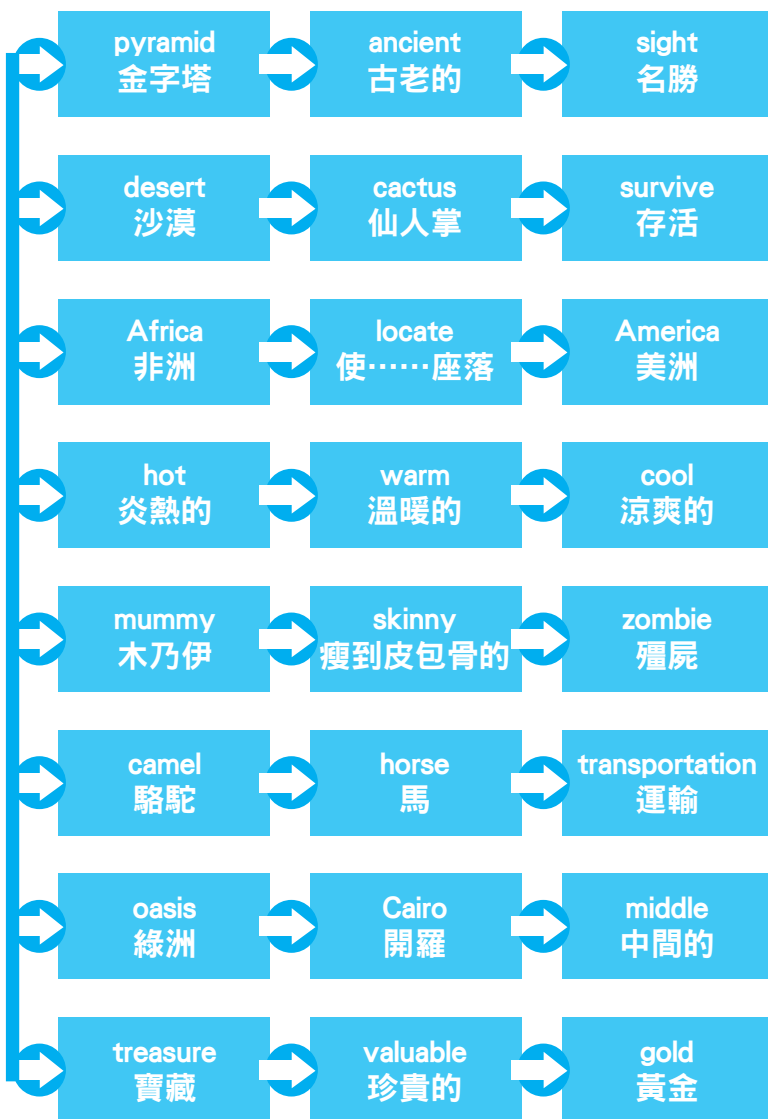 pyramid
金字塔
ancient
古老的
sight
名勝
desert
沙漠
cactus
仙人掌
survive
存活
Africa
非洲
locate
使……座落
America
美洲
hot
炎熱的
warm
溫暖的
cool
涼爽的
mummy
木乃伊
skinny
瘦到皮包骨的
zombie
殭屍
camel
駱駝
horse
馬
transportation
運輸
oasis
綠洲
Cairo
開羅
middle
中間的
treasure
寶藏
valuable
珍貴的
gold
黃金